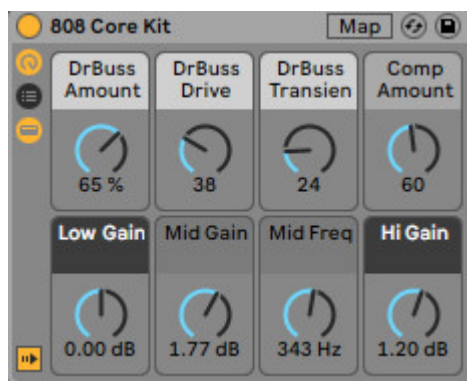 808 Core Kit Map
DrBuss Amount
DrBuss Drive
DrBuss Transien
Comp Amount
65 %
38
24
60
Low Gain
Mid Gain
Mid Freq
Hi Gain
0.00 dB
1.77 dB
343 Hz
1.20 dB